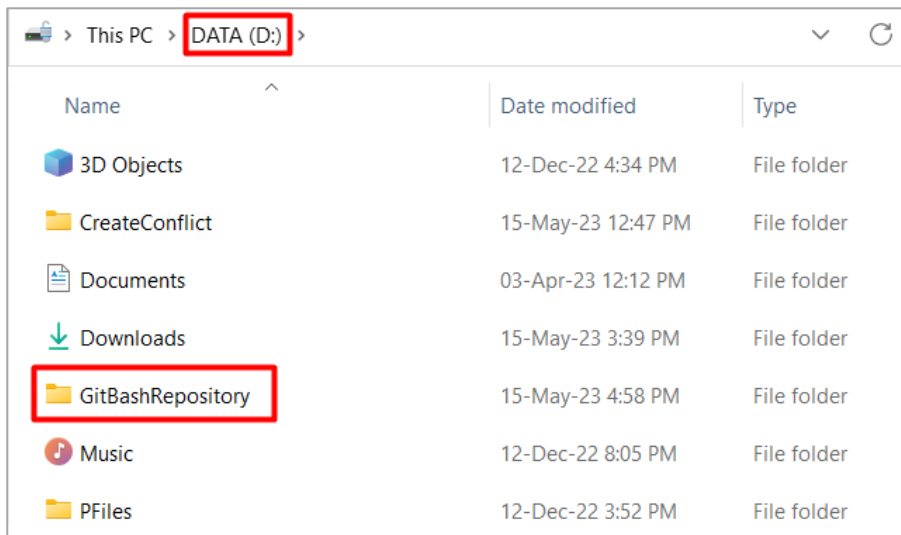 This PC > DATA (D:) >
Name Date modified Type
3D Objects 12-Dec-22 4:34 PM File folder
CreateConflict 15-May-23 12:47 PM File folder
Documents 03-Apr-23 12:12 PM File folder
Downloads 15-May-23 3:39 PM File folder
GitBashRepository 15-May-23 4:58 PM File folder
Music 12-Dec-22 8:05 PM File folder
PFiles 12-Dec-22 3:52 PM File folder